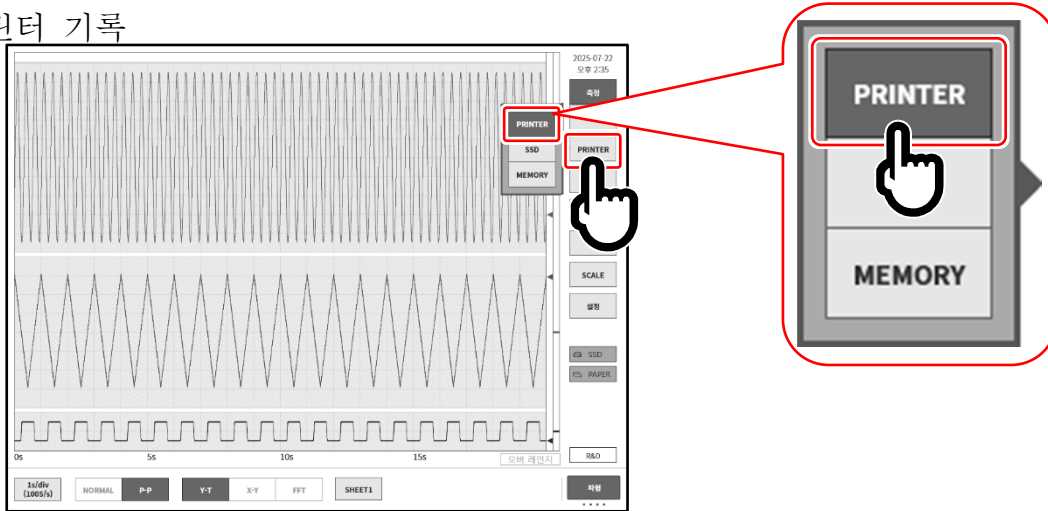 기록
2025-07-22
오후 2:35
측정
PRINTER
SSD
MEMORY
PRINTER
SCALE
설정
SSD
PAPER
0s 5s 10s 15s
오버 레인지
R&D
1s/div
(100S/s)
NORMAL P-P Y-T X-Y FFT SHEET1
파형
PRINTER
MEMORY